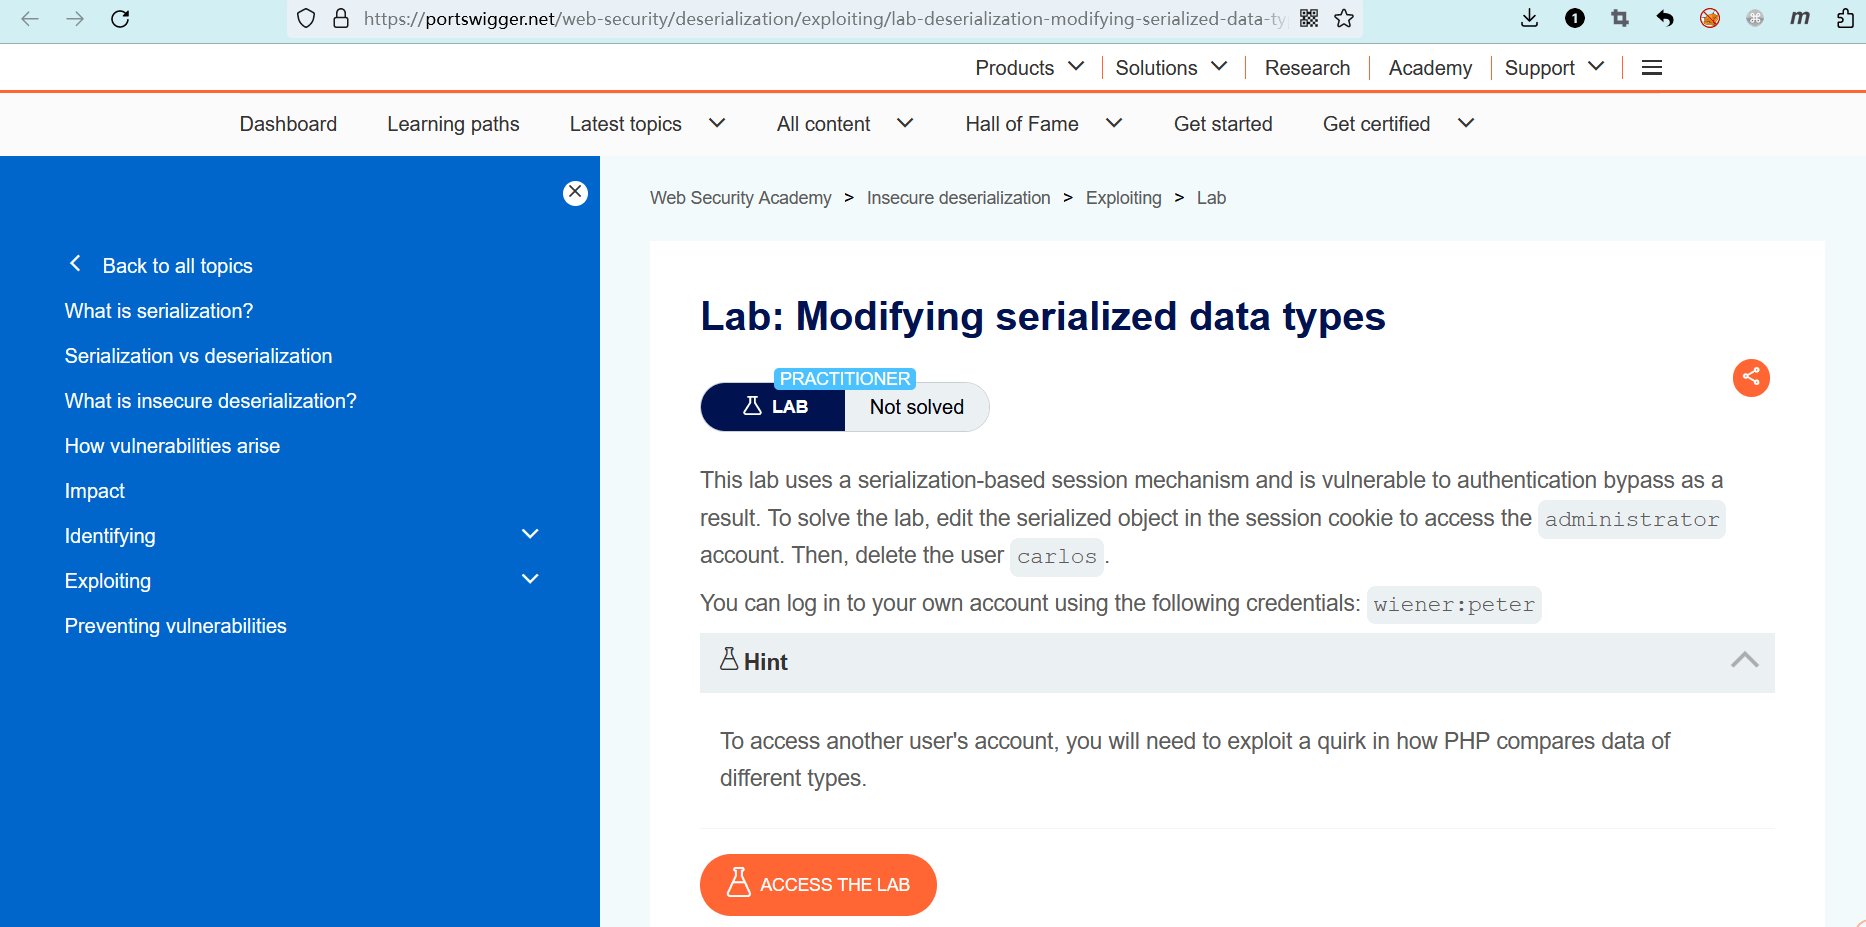 https://portswigger.net/web-security/deserialization/exploiting/lab-deserialization-modifying-serialized-data-ty
1
m
Products
Solutions
Research
Academy
Support
Dashboard
Learning paths
Latest topics
All content
Hall of Fame
Get started
Get certified
Back to all topics
What is serialization?
Serialization vs deserialization
What is insecure deserialization?
How vulnerabilities arise
Impact
Identifying
Exploiting
Preventing vulnerabilities
Web Security Academy > Insecure deserialization > Exploiting > Lab
Lab: Modifying serialized data types
PRACTITIONER
LAB
Not solved
This lab uses a serialization-based session mechanism and is vulnerable to authentication bypass as a
result. To solve the lab, edit the serialized object in the session cookie to access the administrator
account. Then, delete the user carlos.
You can log in to your own account using the following credentials: wiener:peter
Hint
To access another user's account, you will need to exploit a quirk in how PHP compares data of
different types.
ACCESS THE LAB